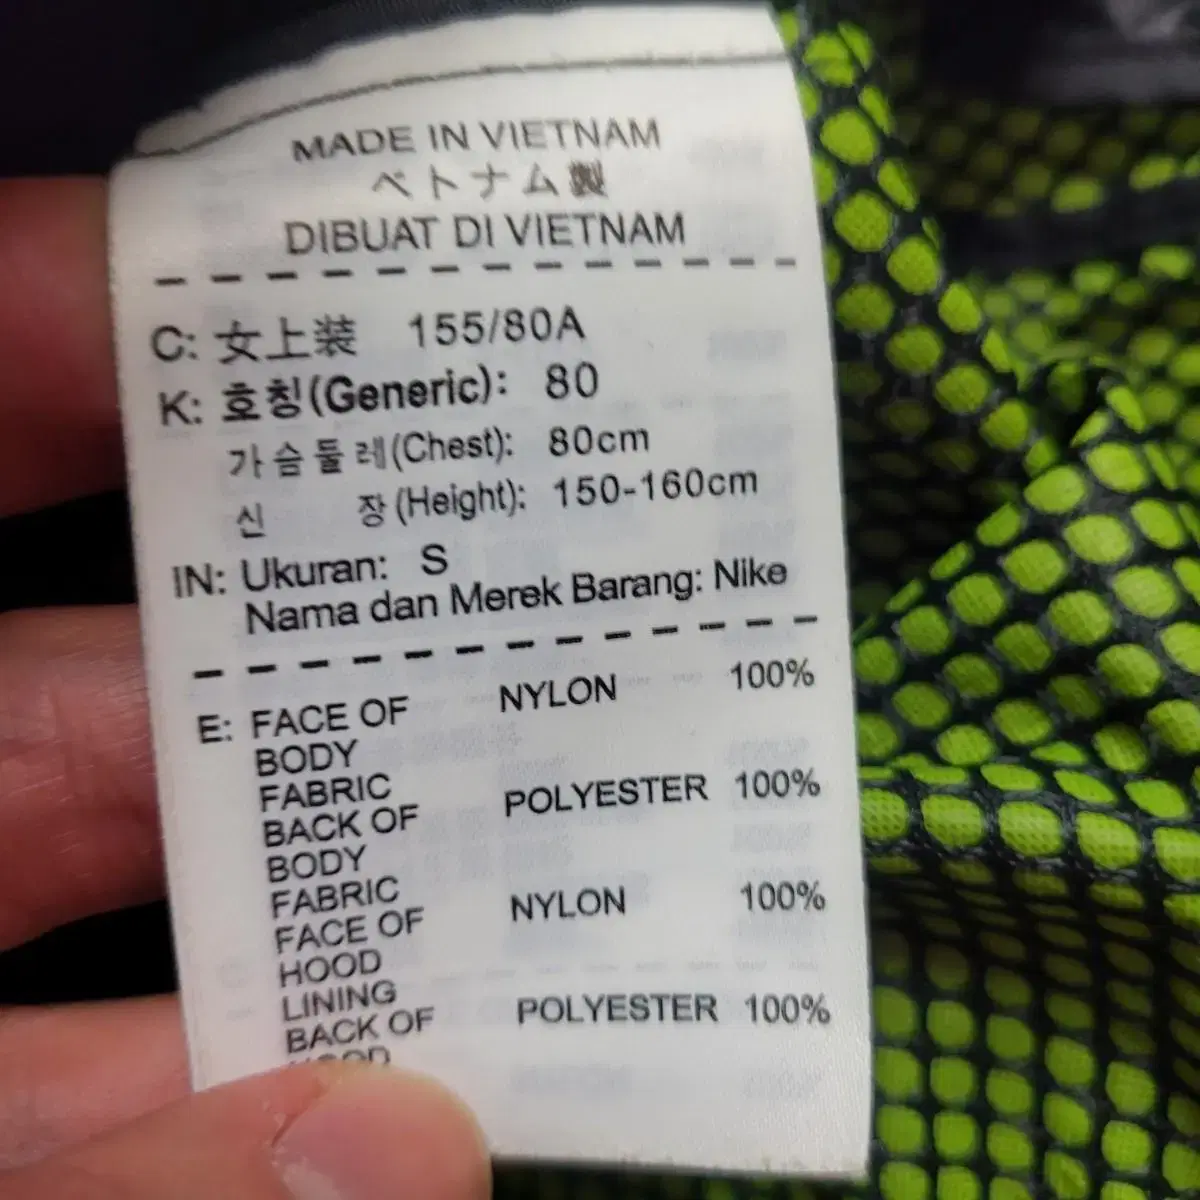 MADE IN VIETNAM
ベトナム製
DIBUAT DI VIETNAM
C: 女上装 155/80A
K: 호칭(Generic): 80
가슴둘레(Chest): 80cm
신 장(Height): 150-160cm
IN: Ukuran: S
Nama dan Merek Barang: Nike
E: FACE OF NYLON 100%
BODY
FABRIC
BACK OF POLYESTER 100%
BODY
FABRIC
FACE OF NYLON 100%
HOOD
LINING
BACK OF POLYESTER 100%
HOOD